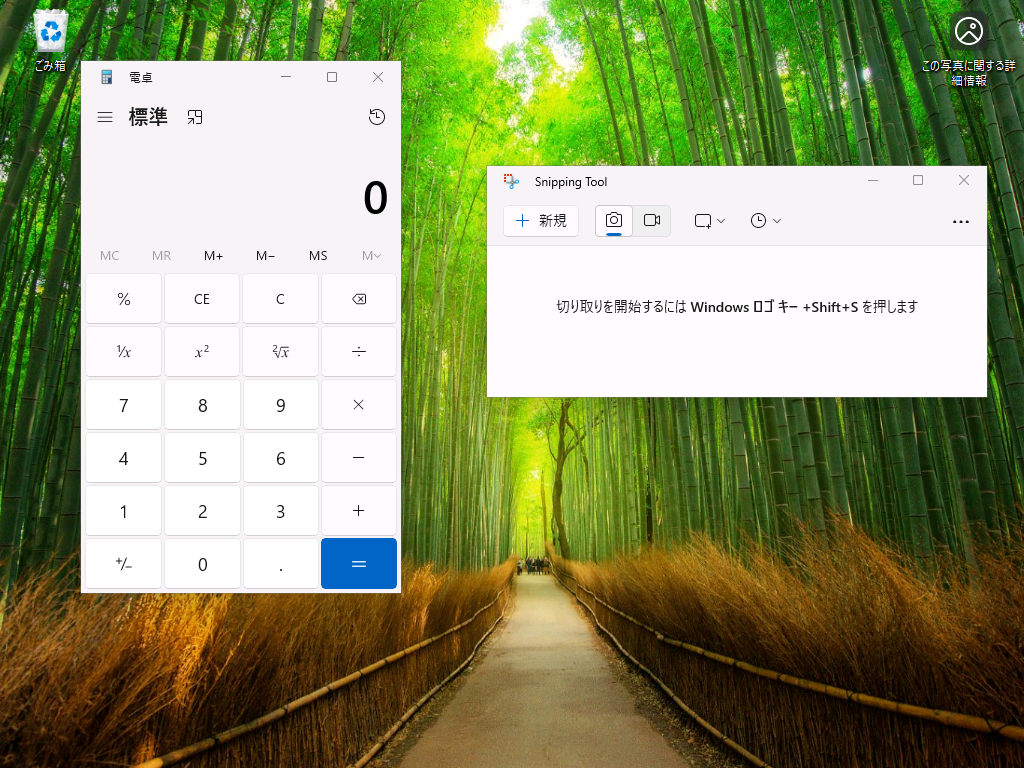 ごみ箱
この写真に関する詳
細情報
電卓
標準
0
MC MR M+ M− MS M
% CE C
¹/x x² ²√x ÷
7 8 9 ×
4 5 6 −
1 2 3 +
+/− 0 . =
Snipping Tool
新規
切り取りを開始するには Windows ロゴ キー +Shift+S を押します